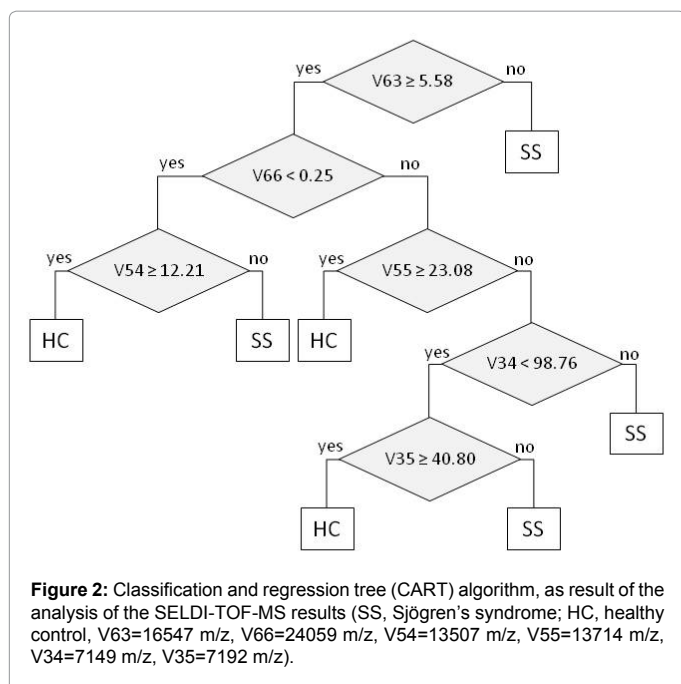 yes
V63 ≥ 5.58
no
SS
yes
V66 < 0.25
no
yes
V54 ≥ 12.21
no
yes
V55 ≥ 23.08
no
HC
SS
HC
yes
V34 < 98.76
no
SS
yes
V35 ≥ 40.80
no
HC
SS
Figure 2: Classification and regression tree (CART) algorithm, as result of the
analysis of the SELDI-TOF-MS results (SS, Sjögren's syndrome; HC, healthy
control, V63=16547 m/z, V66=24059 m/z, V54=13507 m/z, V55=13714 m/z,
V34=7149 m/z, V35=7192 m/z).